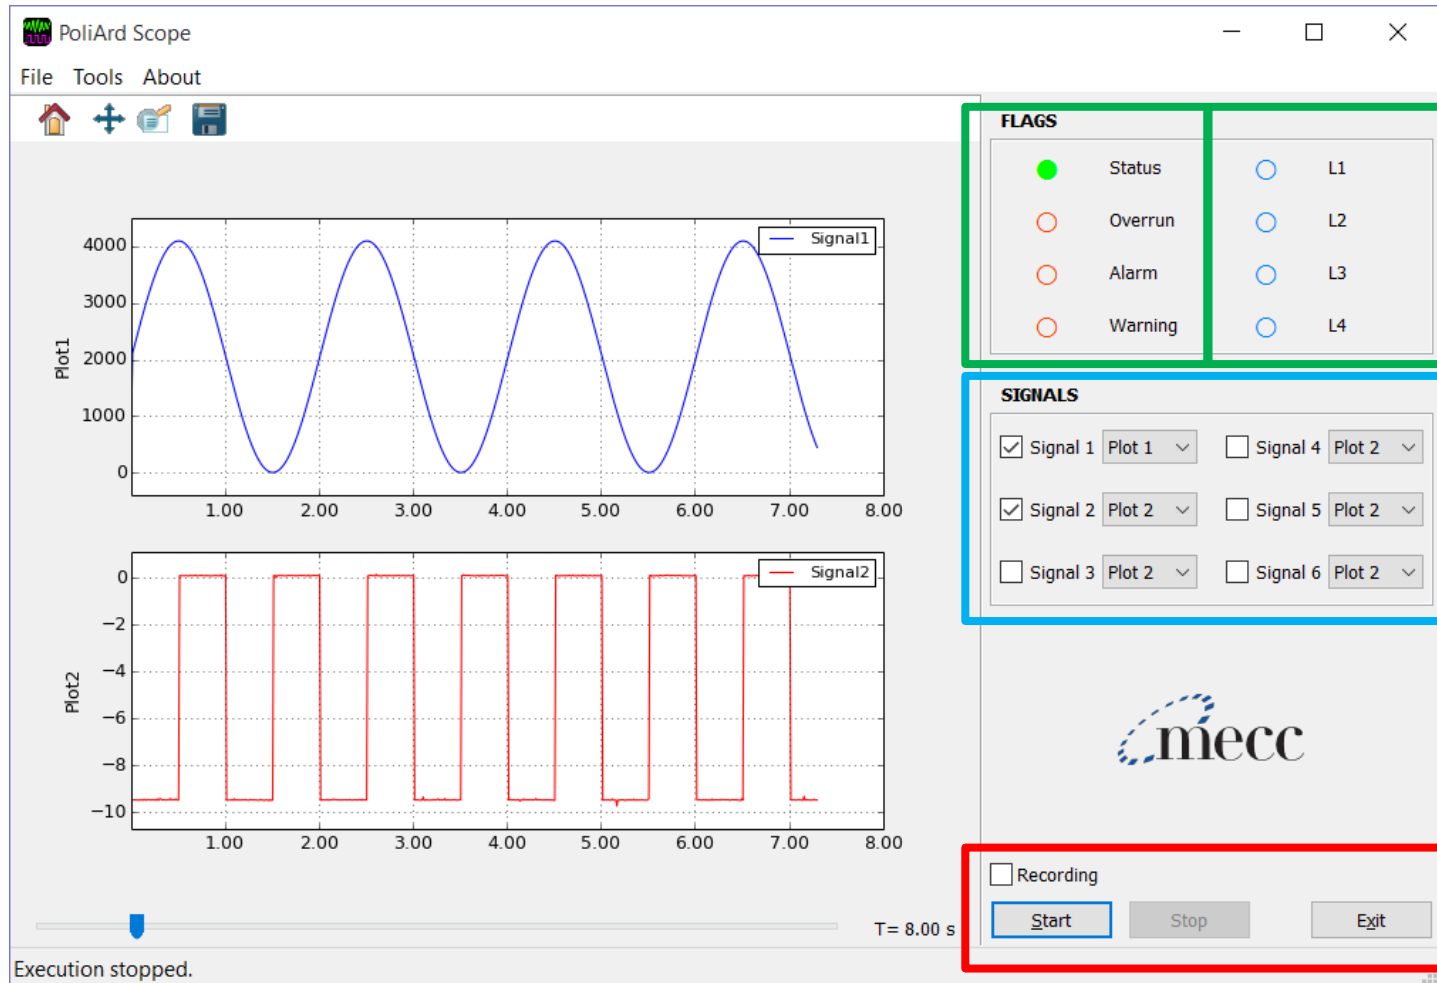 PoliArd Scope
File Tools About
FLAGS
Status L1
Overrun L2
Alarm L3
Warning L4
Signal1
4000
3000
2000
1000
0
Plot1
1.00 2.00 3.00 4.00 5.00 6.00 7.00 8.00
Signal2
0
−2
−4
−6
−8
−10
Plot2
1.00 2.00 3.00 4.00 5.00 6.00 7.00 8.00
T= 8.00 s
SIGNALS
Signal 1 Plot 1 Signal 4 Plot 2
Signal 2 Plot 2 Signal 5 Plot 2
Signal 3 Plot 2 Signal 6 Plot 2
mecc
Recording
Start Stop Exit
Execution stopped.